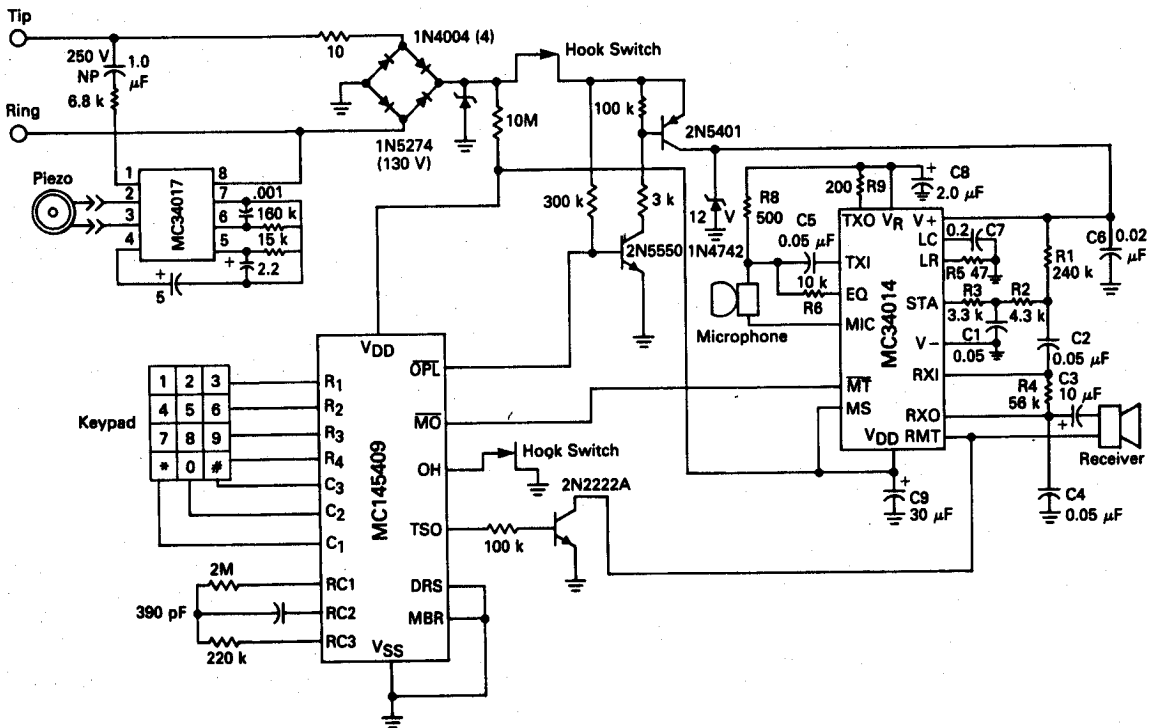 Tip
250 V
NP
1.0
μF
6.8 k
Ring
10
1N4004 (4)
1N5274
(130 V)
Hook Switch
10M
100 k
2N5401
300 k
3 k
12 V
2N5550 1N4742
Piezo
MC34017
1
2
3
4
8
7
6
5
.001
160 k
15 k
2.2
+
5
+
R8
500
C5
0.05 μF
10 k
R6
Microphone
200
R9
+
C8
2.0 μF
MC34014
TXO
VR
V+
TXI
EQ
MIC
MT
MS
VDD
LC
LR
STA
V−
RXI
RXO
RMT
0.2
C7
R5 47
R3
3.3 k
R2
4.3 k
C1
0.05
R1
240 k
C6
0.02
μF
C2
0.05 μF
R4
56 k
C3
10 μF
+
Receiver
C4
0.05 μF
+
C9
30 μF
Keypad
1 2 3
4 5 6
7 8 9
* 0 #
MC145409
VDD
R1
R2
R3
R4
C3
C2
C1
RC1
RC2
RC3
VSS
OPL
MO
OH
TSO
DRS
MBR
Hook Switch
2N2222A
100 k
2M
390 pF
220 k